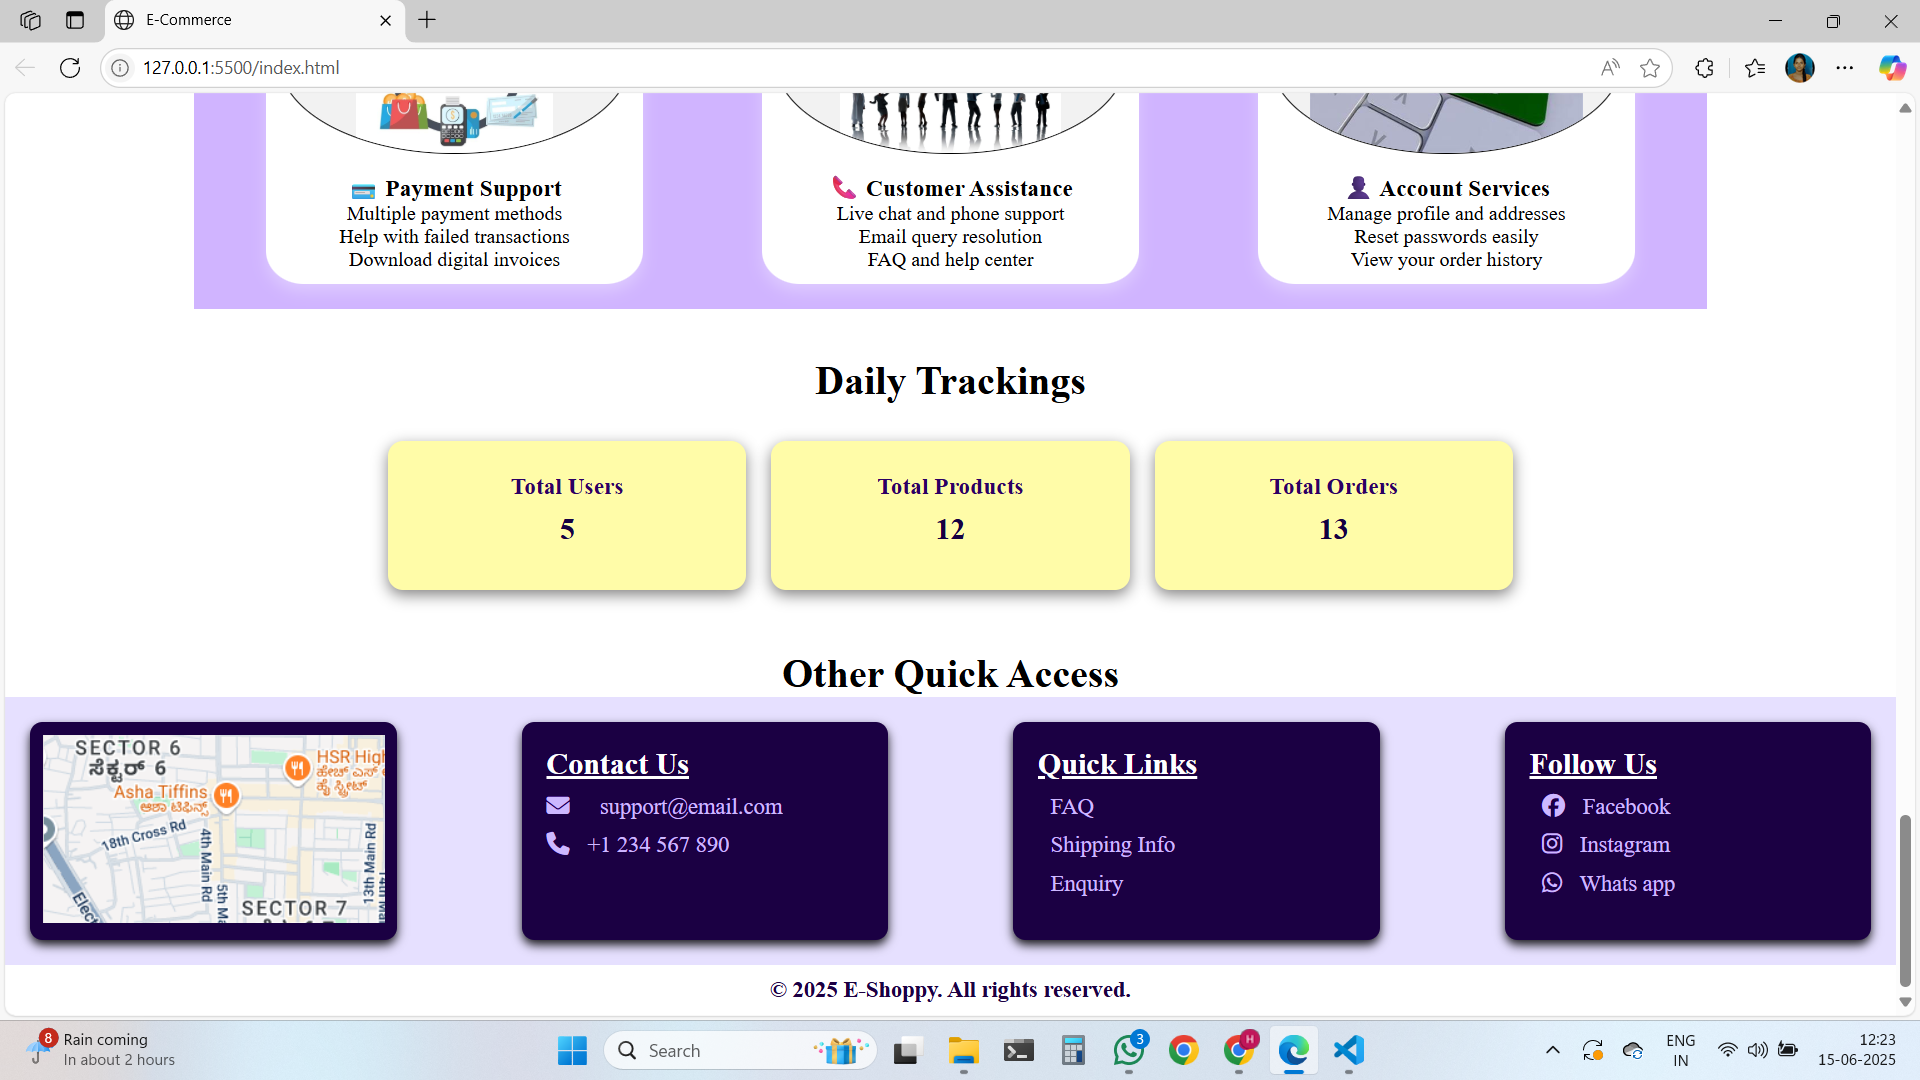 E-Commerce
127.0.0.1:5500/index.html
Payment Support
Multiple payment methods
Help with failed transactions
Download digital invoices
Customer Assistance
Live chat and phone support
Email query resolution
FAQ and help center
Account Services
Manage profile and addresses
Reset passwords easily
View your order history
Daily Trackings
Total Users
5
Total Products
12
Total Orders
13
Other Quick Access
SECTOR 6
ಸೆಕ್ಟರ್ 6
HSR High
ಹೈ ಸ್ಟ್ರೀಟ್
Asha Tiffins
ಆಶಾ ಟಿಫಿನ್ಸ್
18th Cross Rd
4th Main Rd
5th Ma
13th Main Rd
14th Main
Elect
SECTOR 7
Contact Us
support@email.com
+1 234 567 890
Quick Links
FAQ
Shipping Info
Enquiry
Follow Us
Facebook
Instagram
Whats app
© 2025 E-Shoppy. All rights reserved.
8
Rain coming
In about 2 hours
Search
3
H
ENG
IN
12:23
15-06-2025